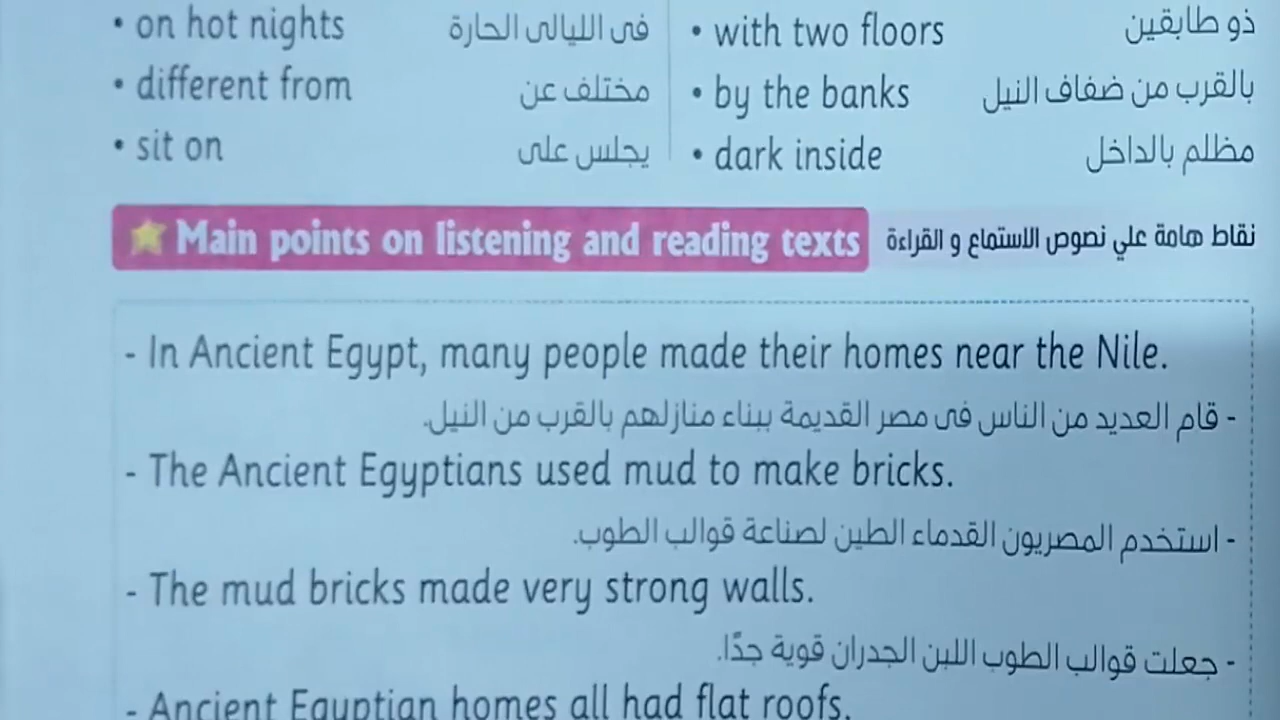 • on hot nights فى الليالى الحارة • with two floors ذو طابقين
• different from مختلف عن • by the banks بالقرب من ضفاف النيل
• sit on يجلس على • dark inside مظلم بالداخل
Main points on listening and reading texts نقاط هامة علي نصوص الاستماع و القراءة
- In Ancient Egypt, many people made their homes near the Nile.
- قام العديد من الناس فى مصر القديمة ببناء منازلهم بالقرب من النيل.
- The Ancient Egyptians used mud to make bricks.
- استخدم المصريون القدماء الطين لصناعة قوالب الطوب.
- The mud bricks made very strong walls.
- جعلت قوالب الطوب اللبن الجدران قوية جدًا.
- Ancient Egyptian homes all had flat roofs.